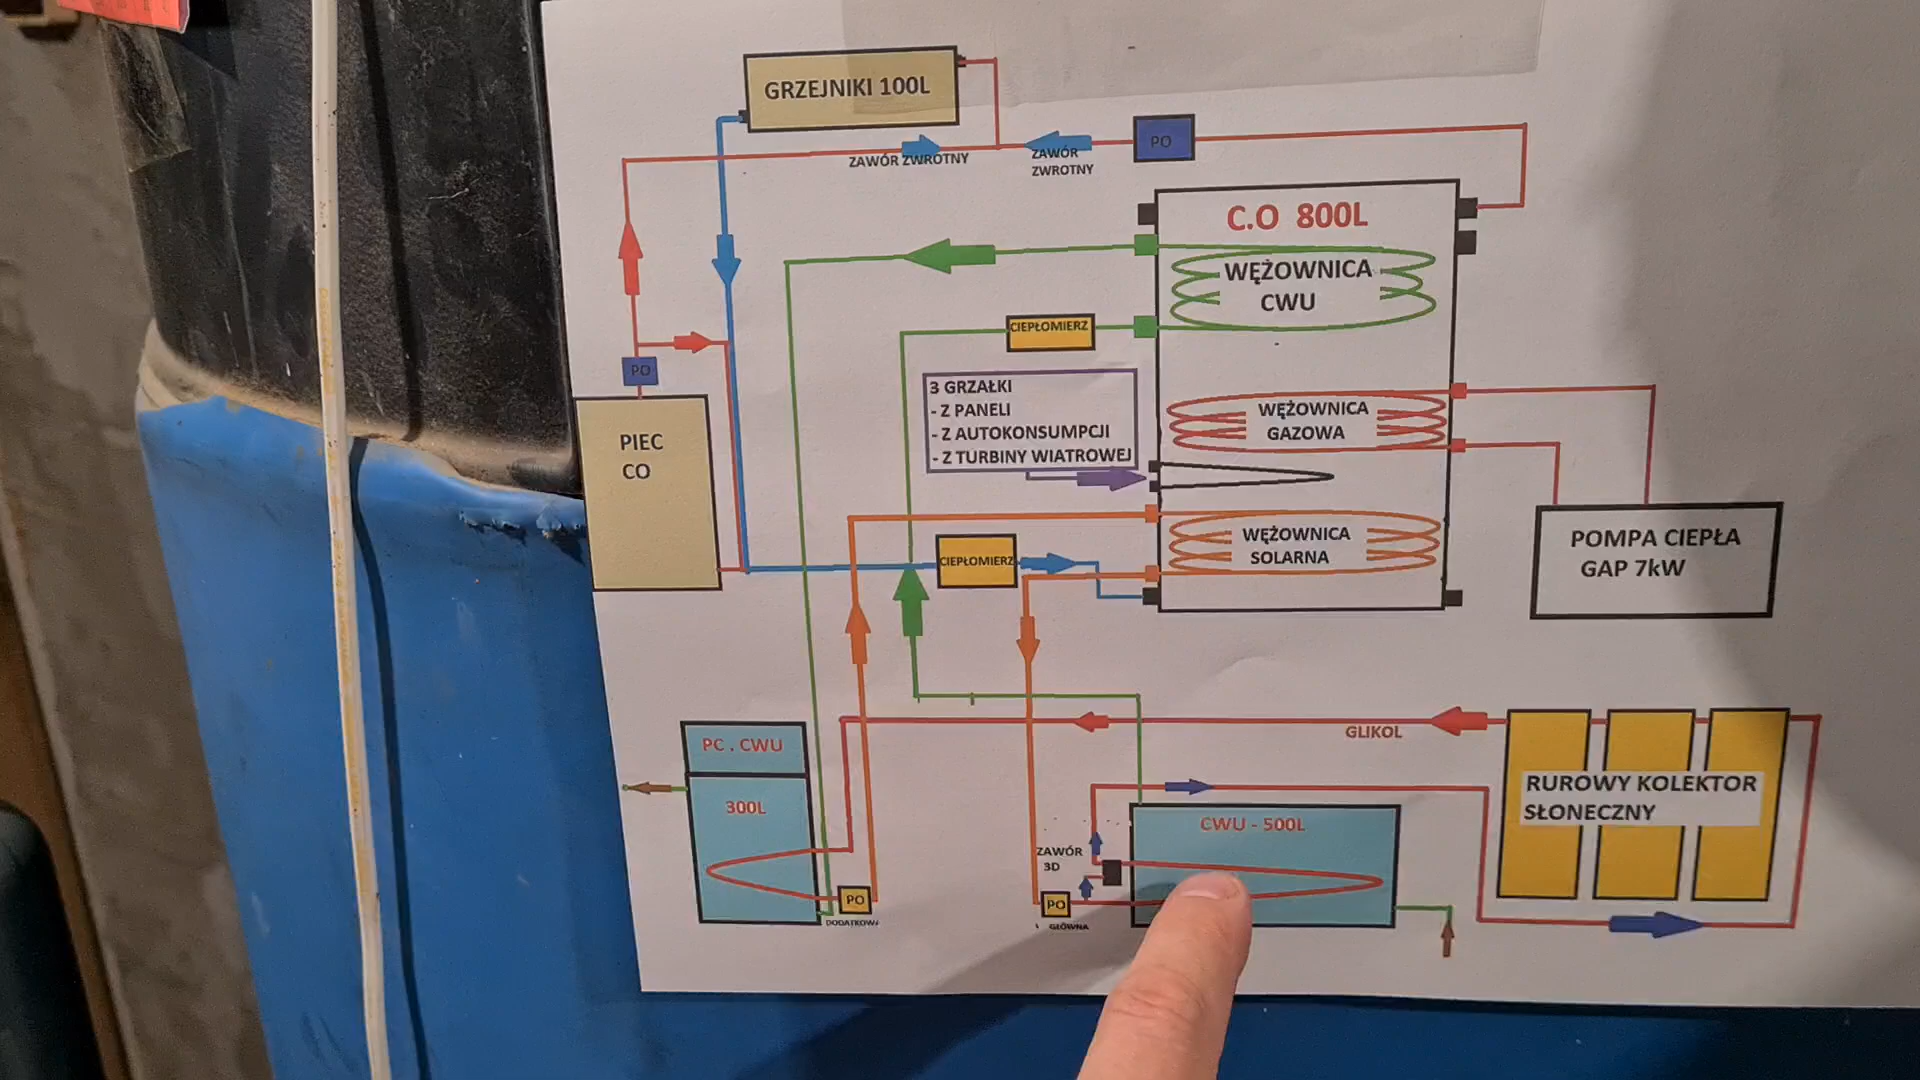 GRZEJNIKI 100L
PO
ZAWÓR ZWROTNY
ZAWÓR
ZWROTNY
C.O 800L
WĘŻOWNICA
CWU
CIEPŁOMIERZ
PO
3 GRZAŁKI
- Z PANELI
- Z AUTOKONSUMPCJI
- Z TURBINY WIATROWEJ
WĘŻOWNICA
GAZOWA
PIEC
CO
WĘŻOWNICA
SOLARNA
CIEPŁOMIERZ
POMPA CIEPŁA
GAP 7kW
GLIKOL
PC . CWU
300L
RUROWY KOLEKTOR
SŁONECZNY
CWU - 500L
ZAWÓR
3D
PO
DODATKOWA
PO
GŁÓWNA